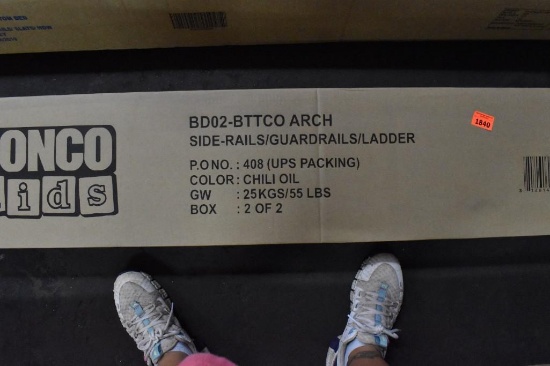 ONCO
ids
BD02-BTTCO ARCH
SIDE-RAILS/GUARDRAILS/LADDER
P.O NO. : 408 (UPS PACKING)
COLOR : CHILI OIL
GW : 25KGS/55 LBS
BOX : 2 OF 2
1840